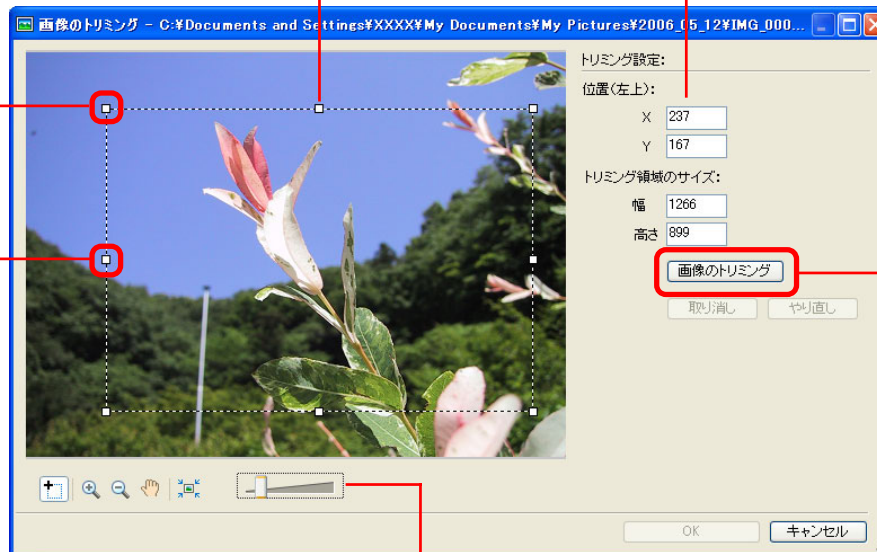 画像のトリミング - C:¥Documents and Settings¥XXXX¥My Documents¥My Pictures¥2006_05_12¥IMG_000...
トリミング設定:
位置(左上):
X 237
Y 167
トリミング領域のサイズ:
幅 1266
高さ 899
画像のトリミング
取り消し やり直し
OK キャンセル